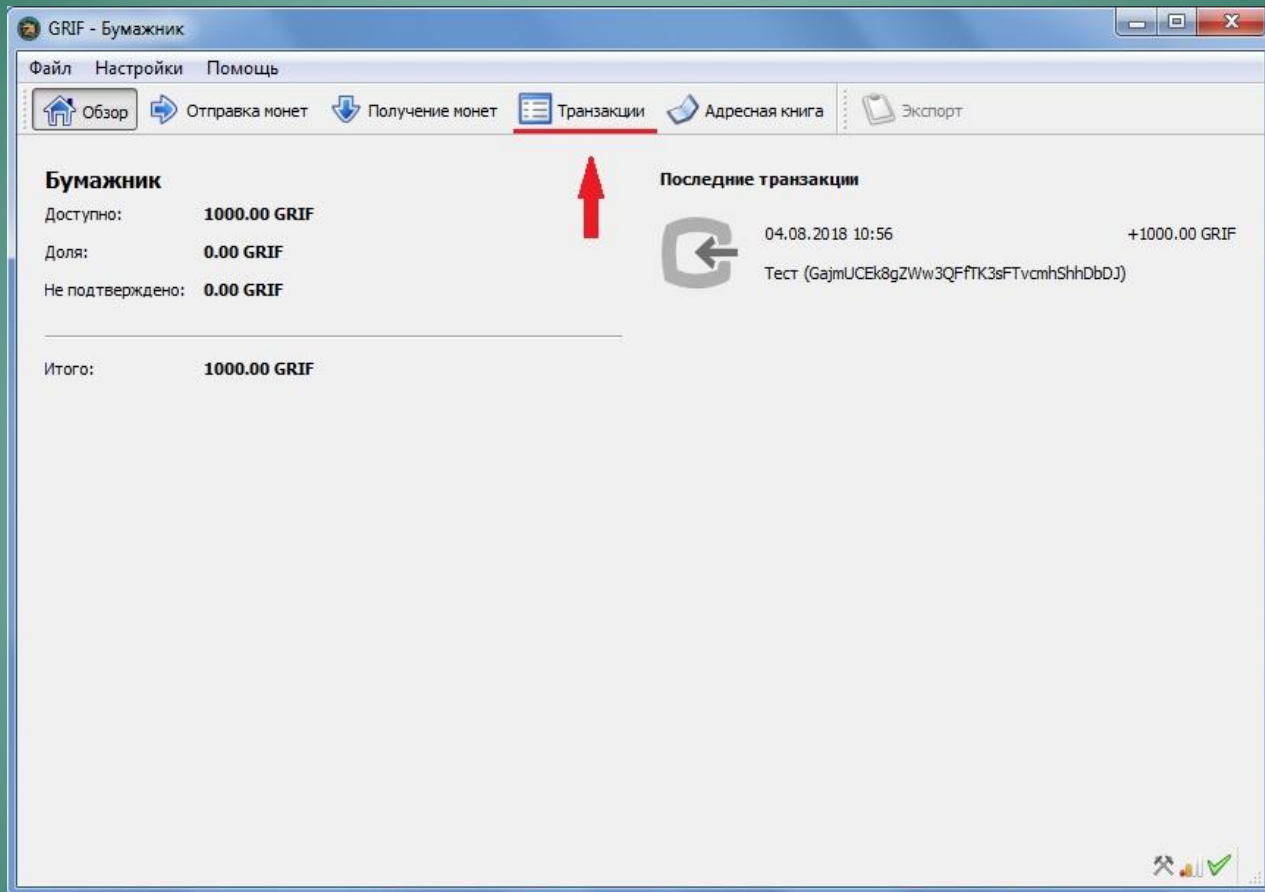 GRIF - Бумажник
Файл Настройки Помощь
Обзор Отправка монет Получение монет Транзакции Адресная книга Экспорт
Бумажник
Доступно: 1000.00 GRIF
Доля: 0.00 GRIF
Не подтверждено: 0.00 GRIF
Итого: 1000.00 GRIF
Последние транзакции
04.08.2018 10:56 +1000.00 GRIF
Тест (GajmUCEk8gZWw3QFfTK3sFTvcmhShhDbDJ)